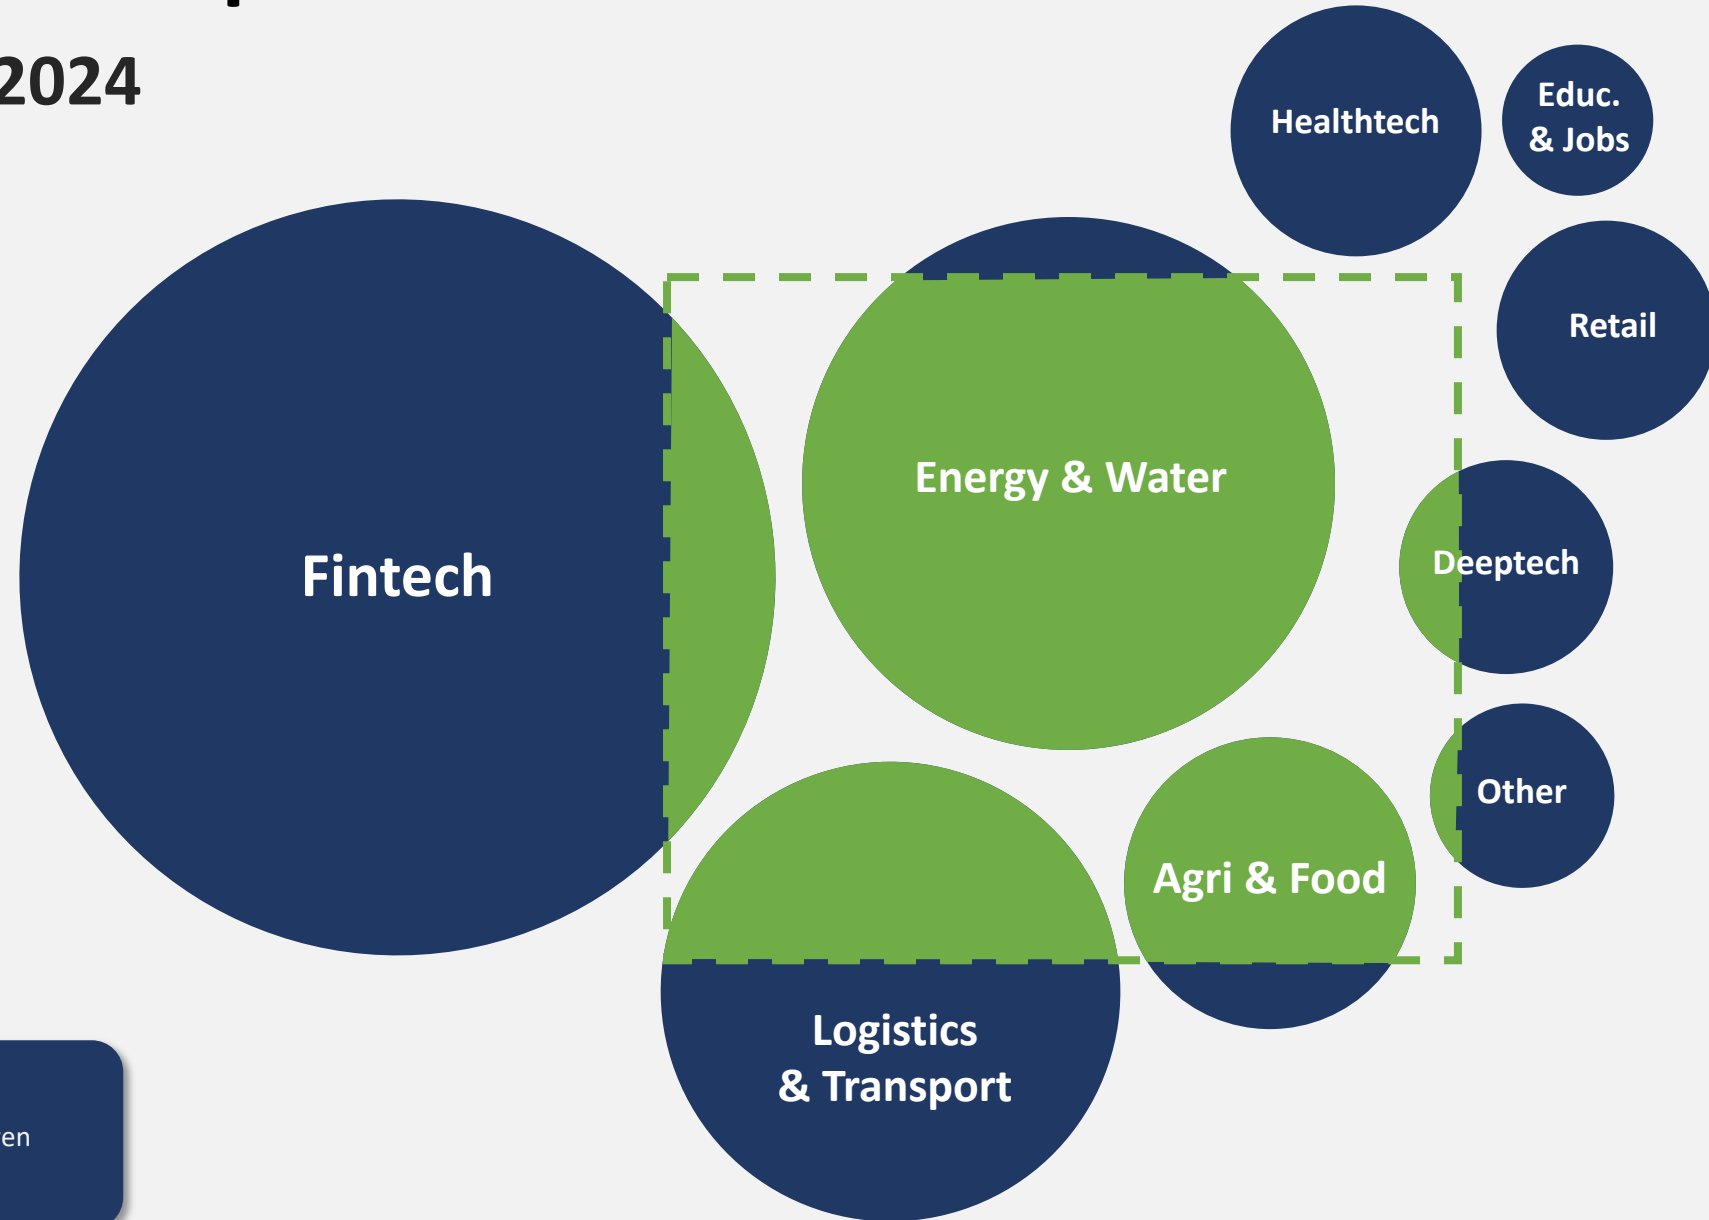 2024
Healthtech
Educ.
& Jobs
Retail
Energy & Water
Deeptech
Fintech
Other
Agri & Food
Logistics
& Transport
en